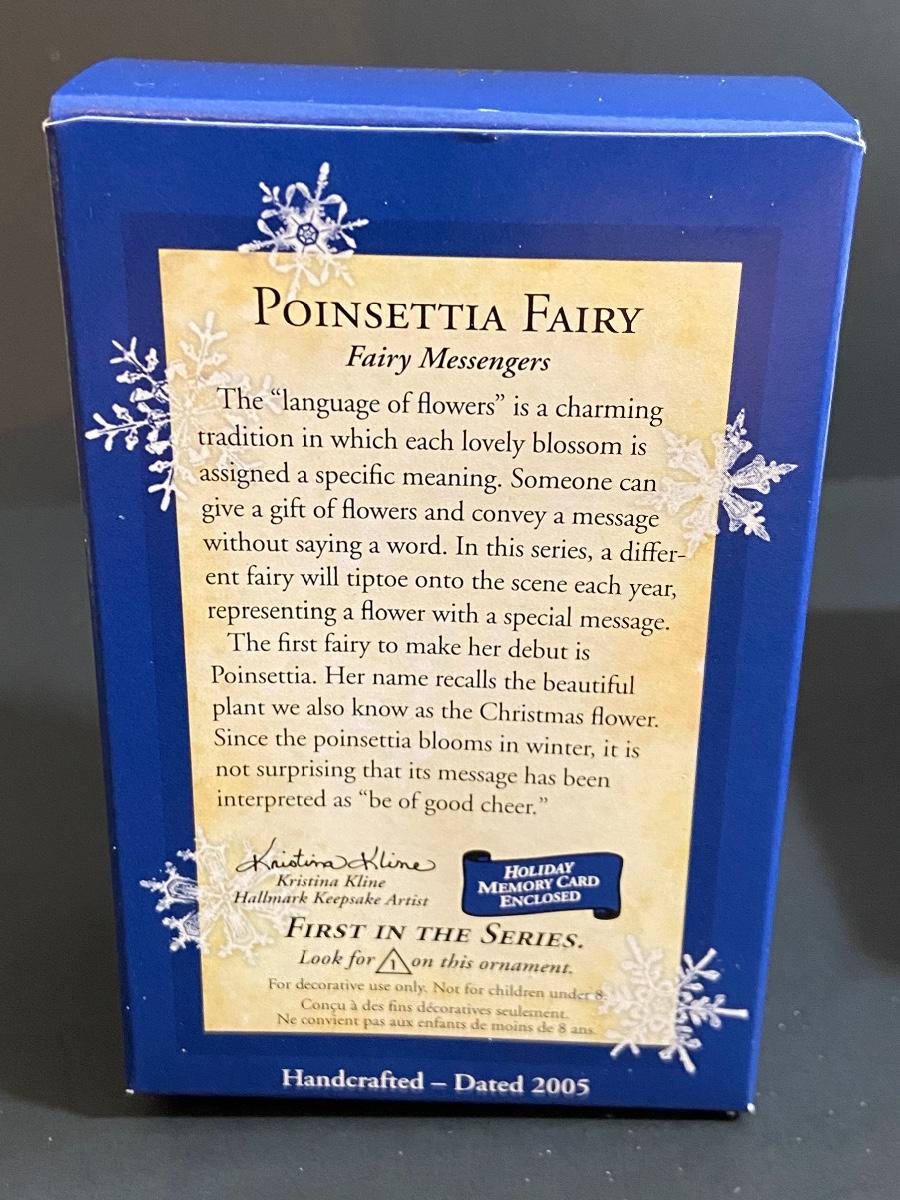 POINSETTIA FAIRY
Fairy Messengers
The “language of flowers” is a charming
tradition in which each lovely blossom is
assigned a specific meaning. Someone can
give a gift of flowers and convey a message
without saying a word. In this series, a differ-
ent fairy will tiptoe onto the scene each year,
representing a flower with a special message.
The first fairy to make her debut is
Poinsettia. Her name recalls the beautiful
plant we also know as the Christmas flower.
Since the poinsettia blooms in winter, it is
not surprising that its message has been
interpreted as “be of good cheer.”
Kristina Kline
Kristina Kline
Hallmark Keepsake Artist
HOLIDAY
MEMORY CARD
ENCLOSED
FIRST IN THE SERIES.
Look for 1 on this ornament.
For decorative use only. Not for children under 8.
Conçu à des fins décoratives seulement.
Ne convient pas aux enfants de moins de 8 ans.
Handcrafted – Dated 2005